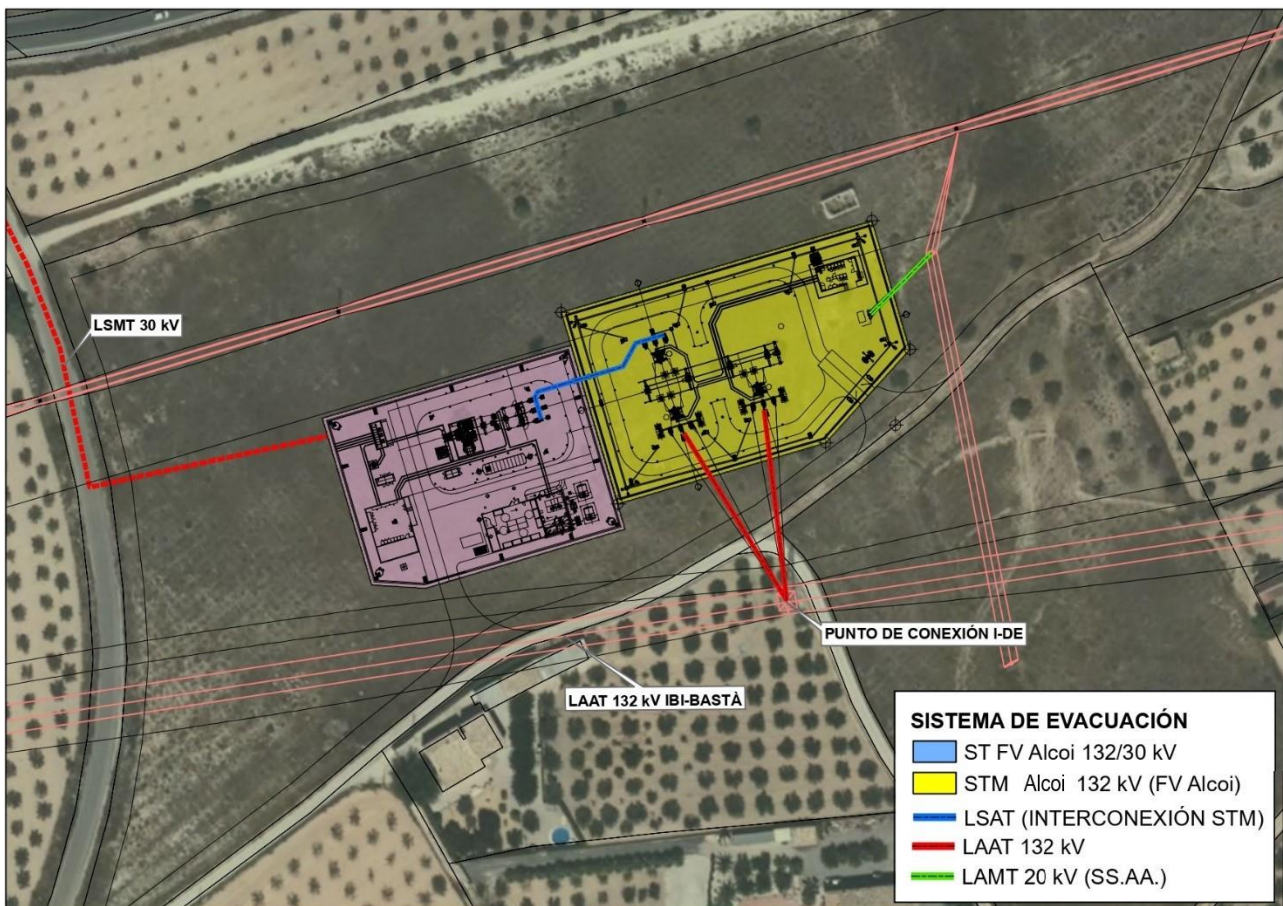 LSMT 30 kV
PUNTO DE CONEXIÓN I-DE
LAAT 132 kV IBI-BASTÀ
SISTEMA DE EVACUACIÓN
ST FV Alcoi 132/30 kV
STM Alcoi 132 kV (FV Alcoi)
LSAT (INTERCONEXIÓN STM)
LAAT 132 kV
LAMT 20 kV (SS.AA.)